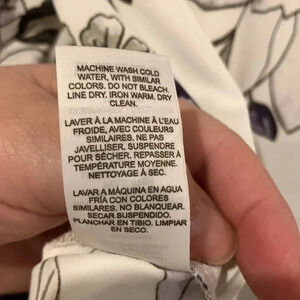 MACHINE WASH COLD
WATER, WITH SIMILAR
COLORS. DO NOT BLEACH.
LINE DRY. IRON WARM. DRY
CLEAN.
LAVER À LA MACHINE À L'EAU
FROIDE, AVEC COULEURS
SIMILAIRES. NE PAS
JAVELLISER. SUSPENDRE
POUR SÉCHER. REPASSER À
TEMPÉRATURE MOYENNE.
NETTOYAGE À SEC.
LAVAR A MÁQUINA EN AGUA
FRÍA CON COLORES
SIMILARES. NO BLANQUEAR.
SECAR SUSPENDIDO.
PLANCHAR EN TIBIO. LIMPIAR
EN SECO.